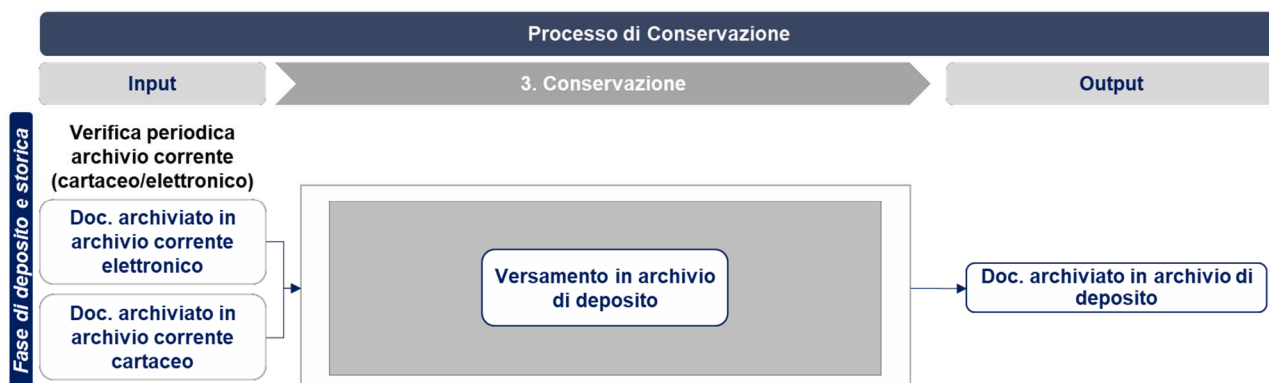 Processo di Conservazione
Input
3. Conservazione
Output
Fase di deposito e storica
Verifica periodica
archivio corrente
(cartaceo/elettronico)
Doc. archiviato in
archivio corrente
elettronico
Doc. archiviato in
archivio corrente
cartaceo
Versamento in archivio
di deposito
Doc. archiviato in archivio di
deposito